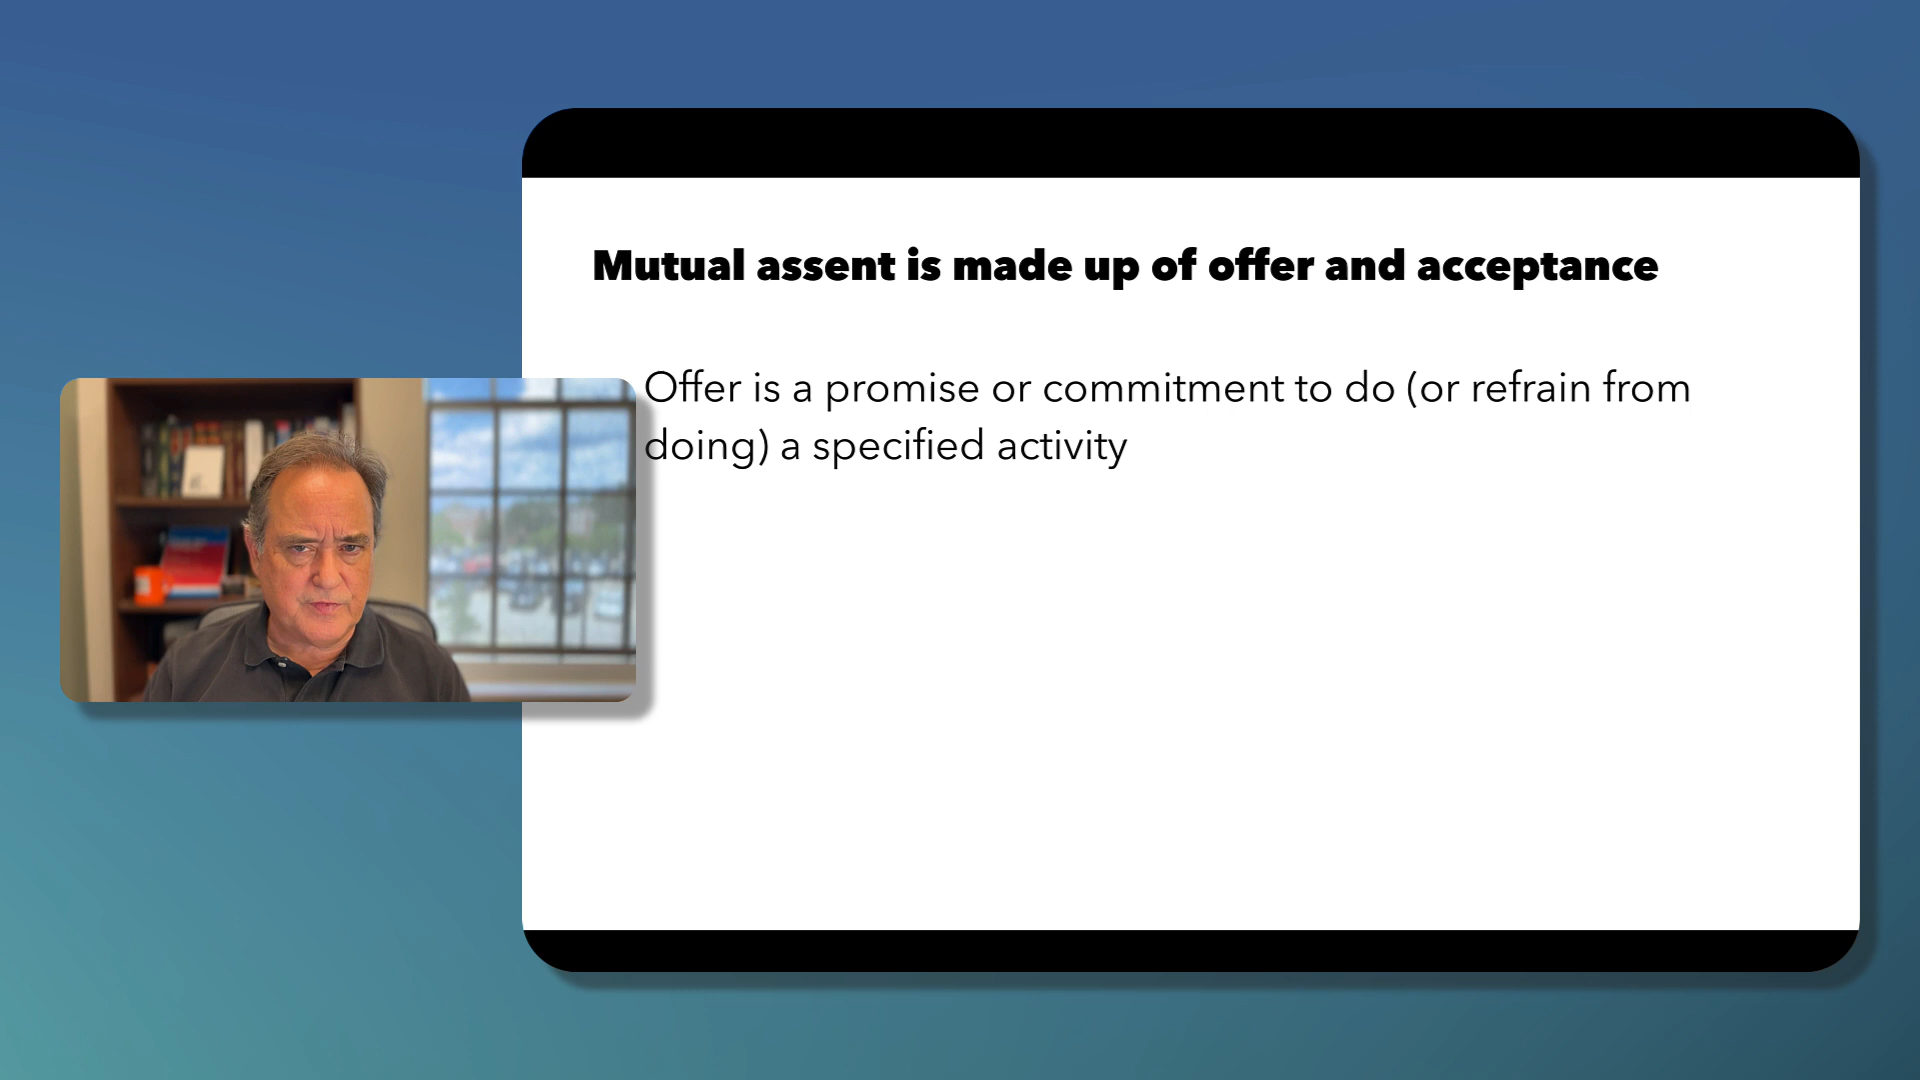 Mutual assent is made up of offer and acceptance
Offer is a promise or commitment to do (or refrain from
doing) a specified activity